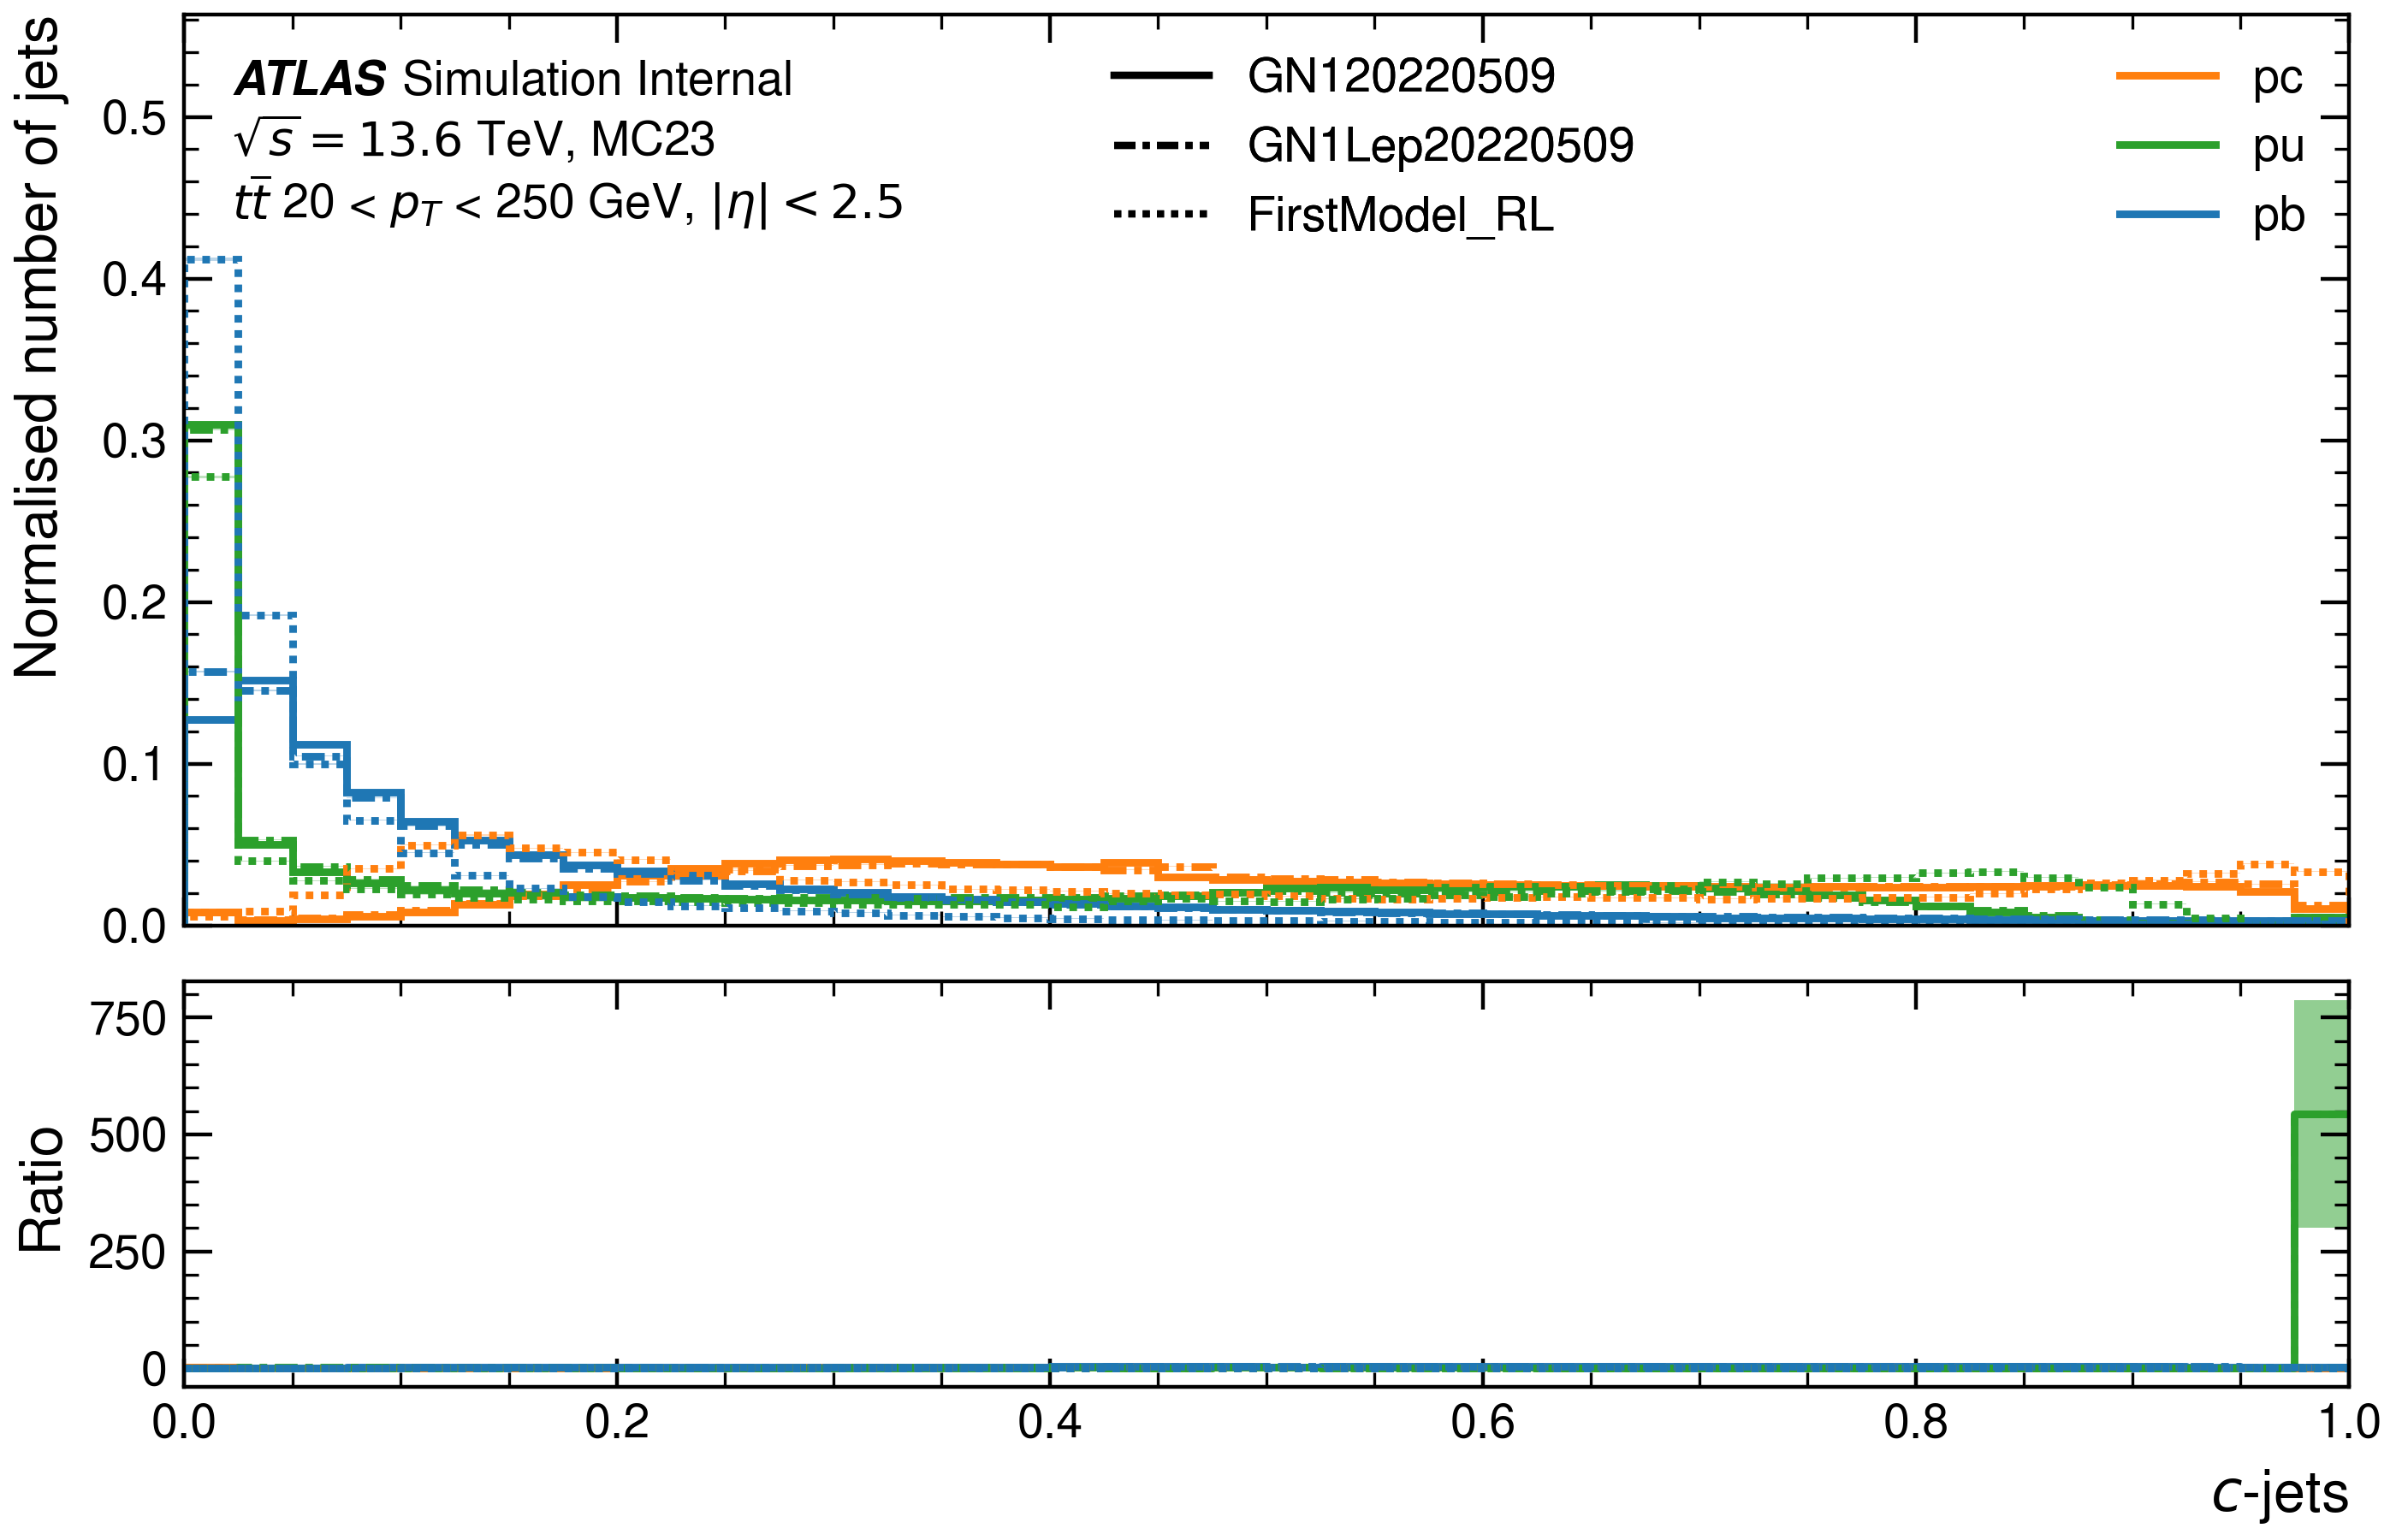 Normalised number of jets
ATLAS Simulation Internal
√s = 13.6 TeV, MC23
tt̄ 20 < pT < 250 GeV, |η| < 2.5
GN120220509
GN1Lep20220509
FirstModel_RL
pc
pu
pb
0.5
0.4
0.3
0.2
0.1
0.0
Ratio
750
500
250
0
0.0 0.2 0.4 0.6 0.8 1.0
c-jets